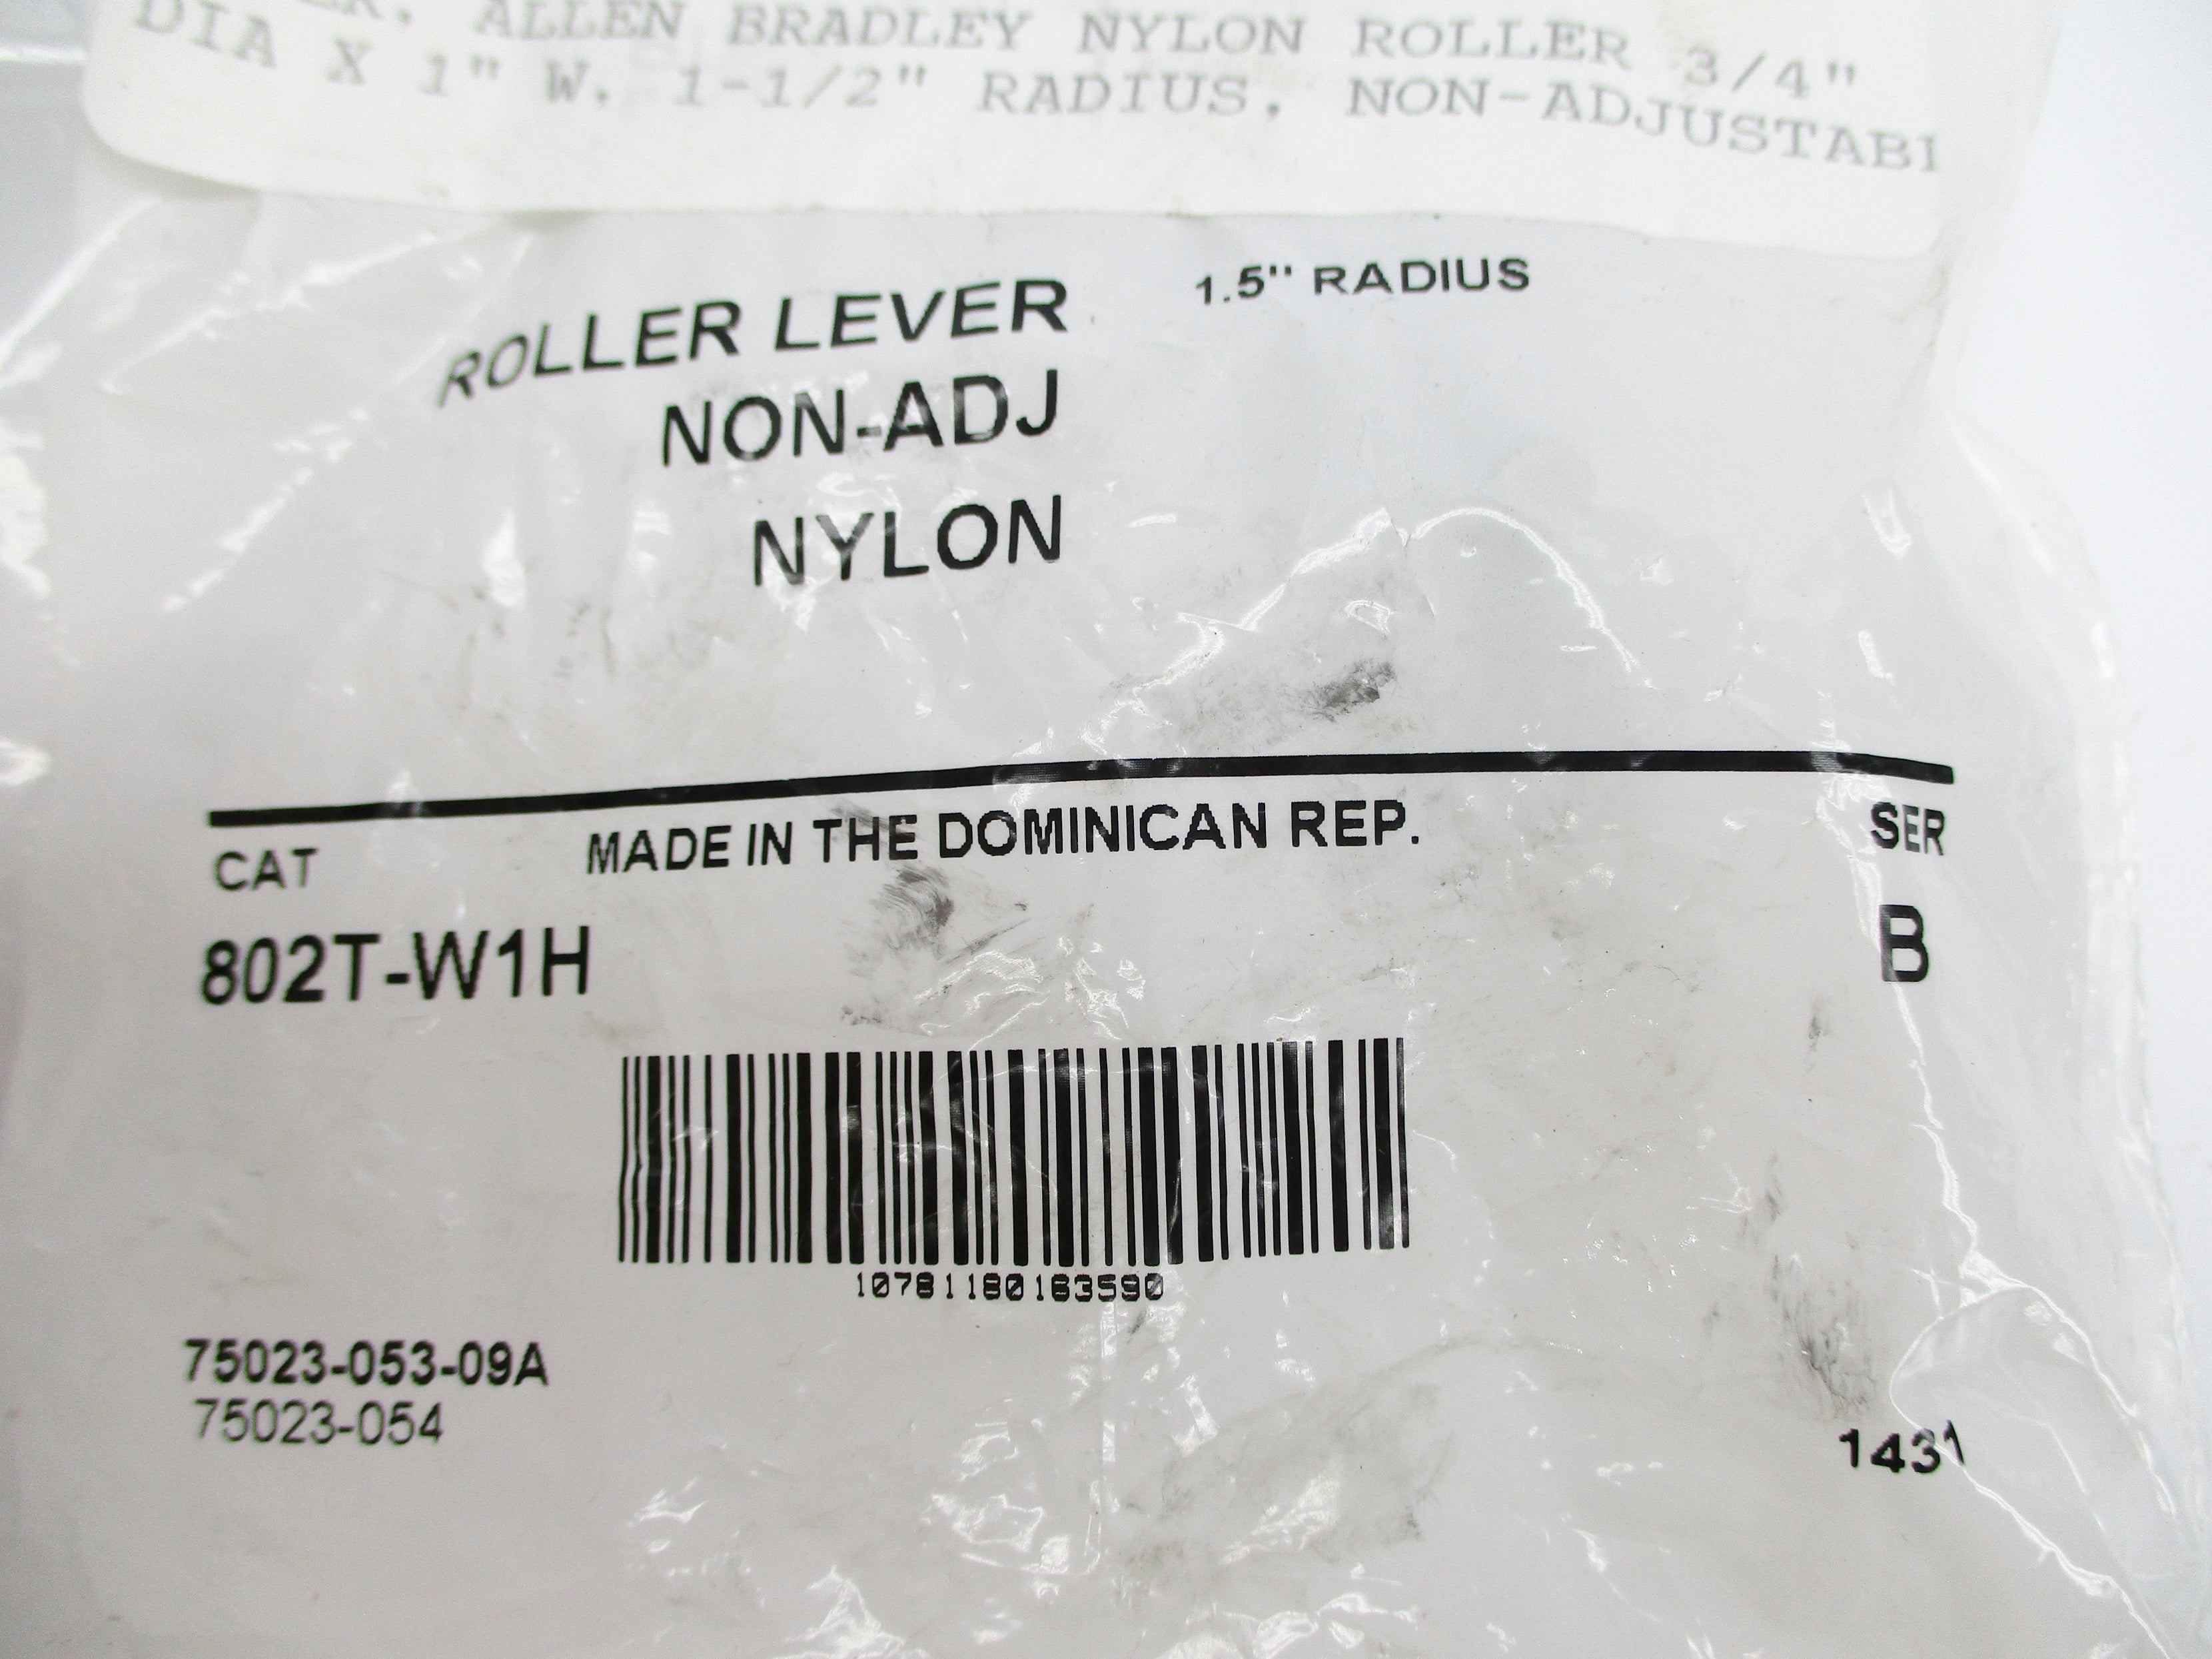 ALLEN BRADLEY NYLON ROLLER 3/4"
DIA X 1" W. 1-1/2" RADIUS. NON-ADJUSTABl
ROLLER LEVER 1.5" RADIUS
NON-ADJ
NYLON
CAT MADE IN THE DOMINICAN REP. SER
802T-W1H B
10781180163590
75023-053-09A
75023-054
1431